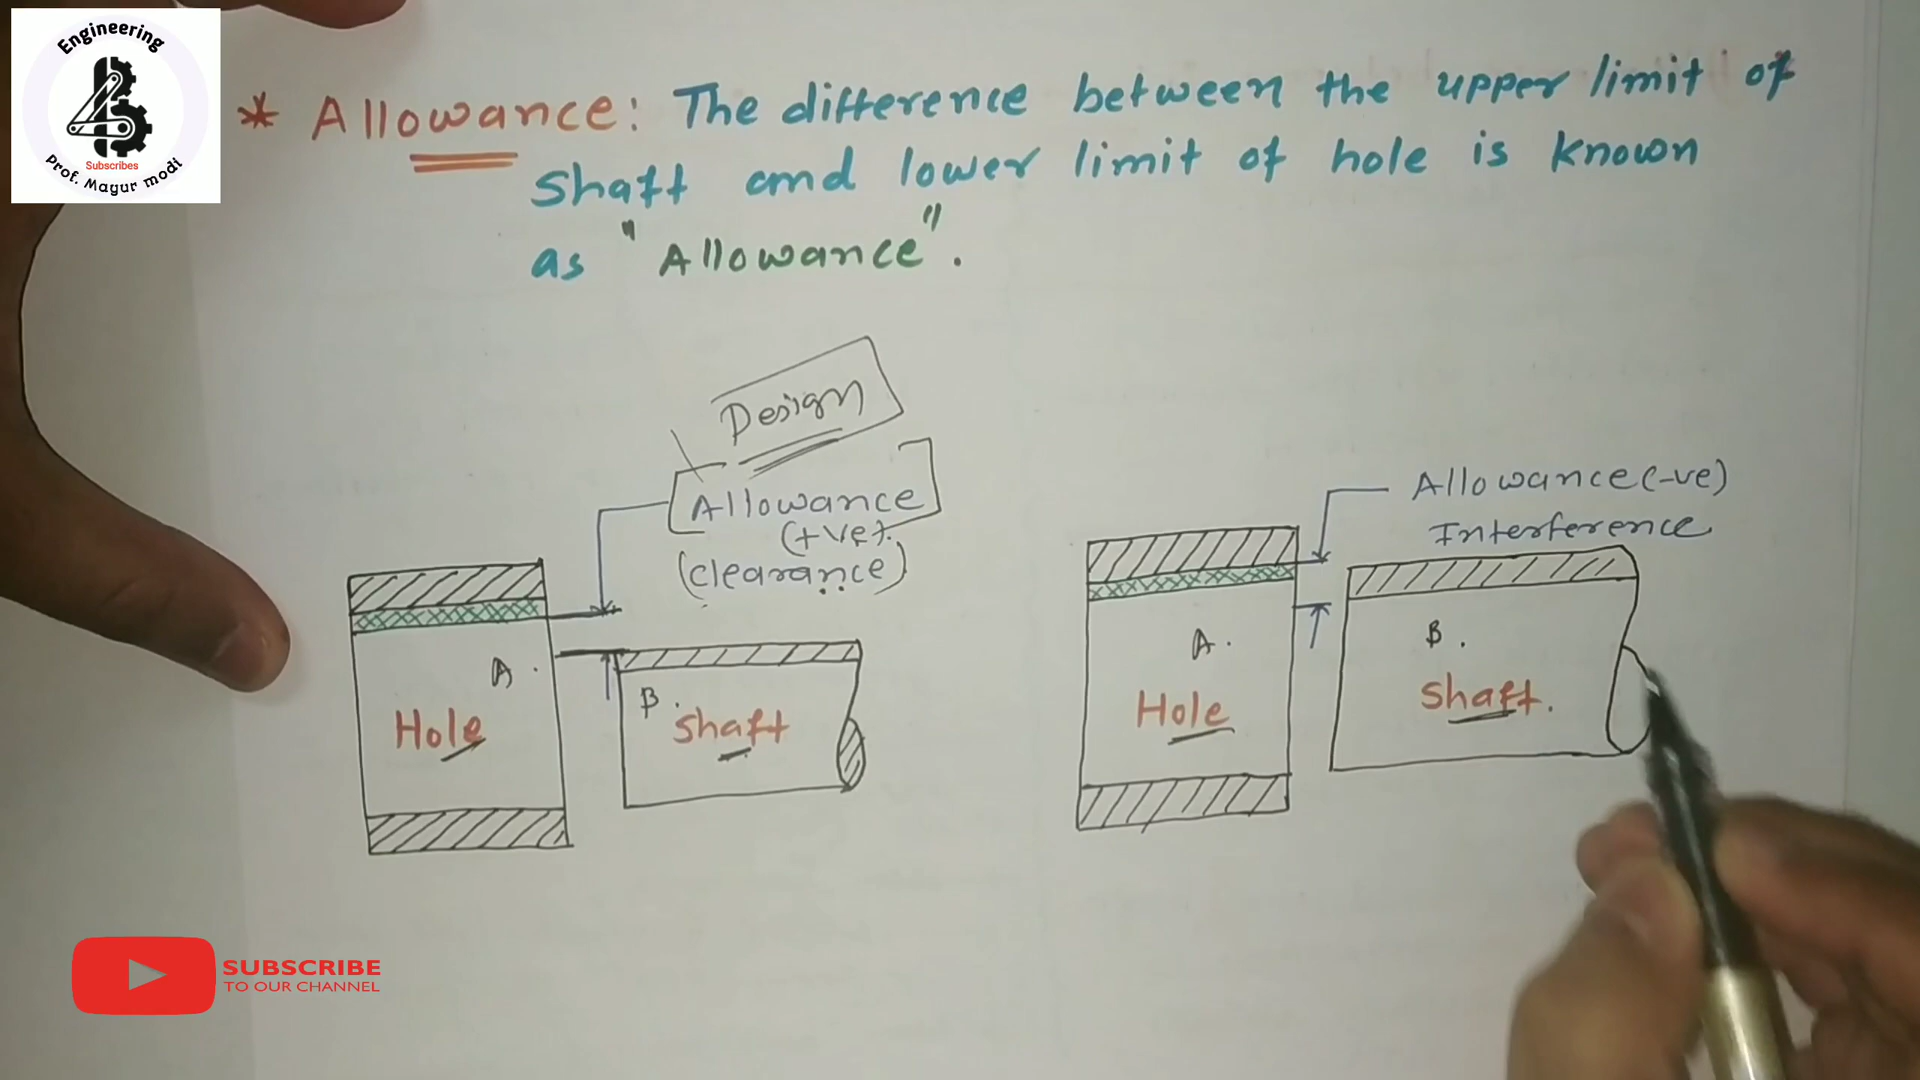 Engineering
Subscribes
Prof. Mayur modi
* Allowance: The difference between the upper limit of
shaft and lower limit of hole is known
as "Allowance".
Design
Allowance
(+ve)
(clearance)
A.
Hole
B.
Shaft
Allowance (-ve)
Interference
A.
Hole
B.
Shaft.
SUBSCRIBE
TO OUR CHANNEL